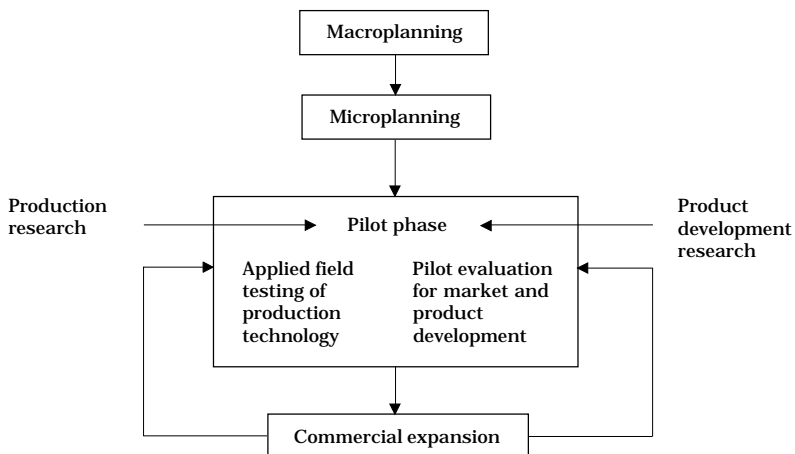 Macroplanning
Microplanning
Production
research
Pilot phase
Product
development
research
Applied field
testing of
production
technology
Pilot evaluation
for market and
product
development
Commercial expansion